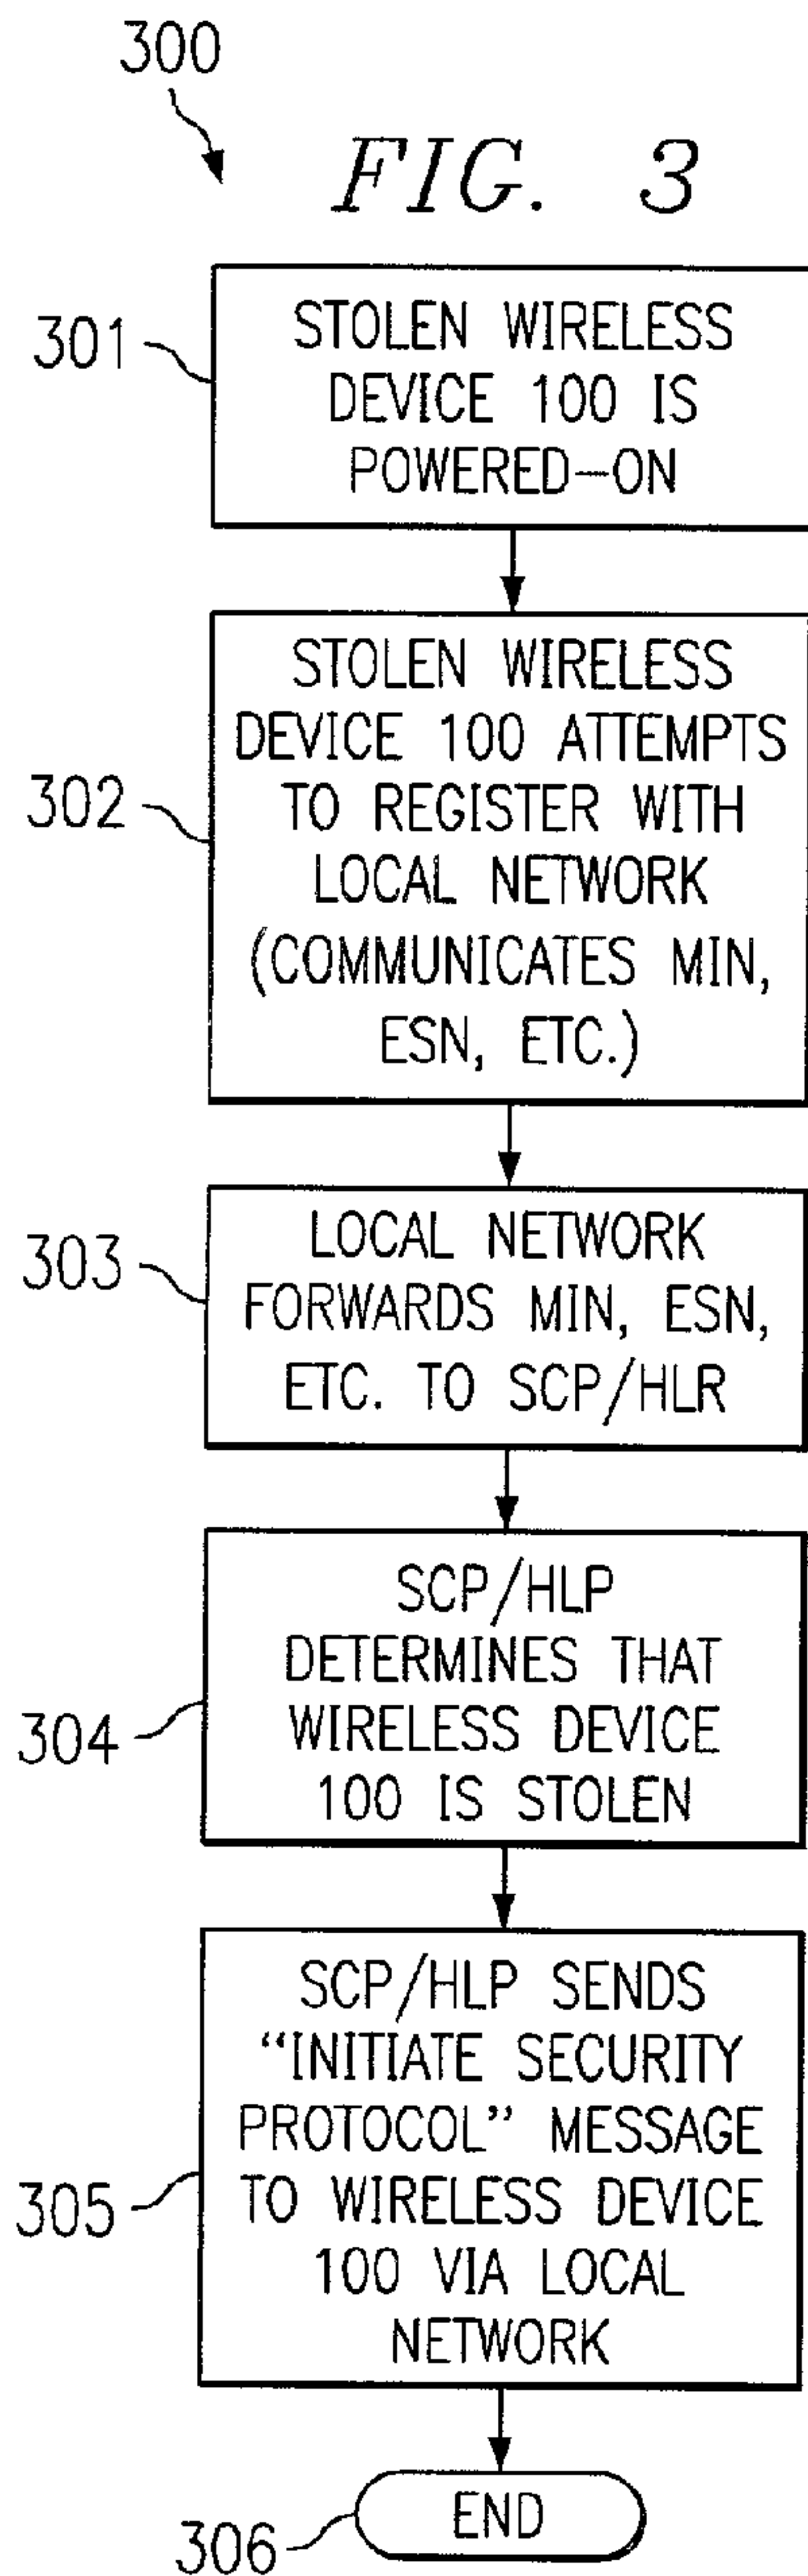 300
FIG. 3
301
STOLEN WIRELESS
DEVICE 100 IS
POWERED-ON
302
STOLEN WIRELESS
DEVICE 100 ATTEMPTS
TO REGISTER WITH
LOCAL NETWORK
(COMMUNICATES MIN,
ESN, ETC.)
303
LOCAL NETWORK
FORWARDS MIN, ESN,
ETC. TO SCP/HLR
304
SCP/HLP
DETERMINES THAT
WIRELESS DEVICE
100 IS STOLEN
305
SCP/HLP SENDS
“INITIATE SECURITY
PROTOCOL” MESSAGE
TO WIRELESS DEVICE
100 VIA LOCAL
NETWORK
306
END